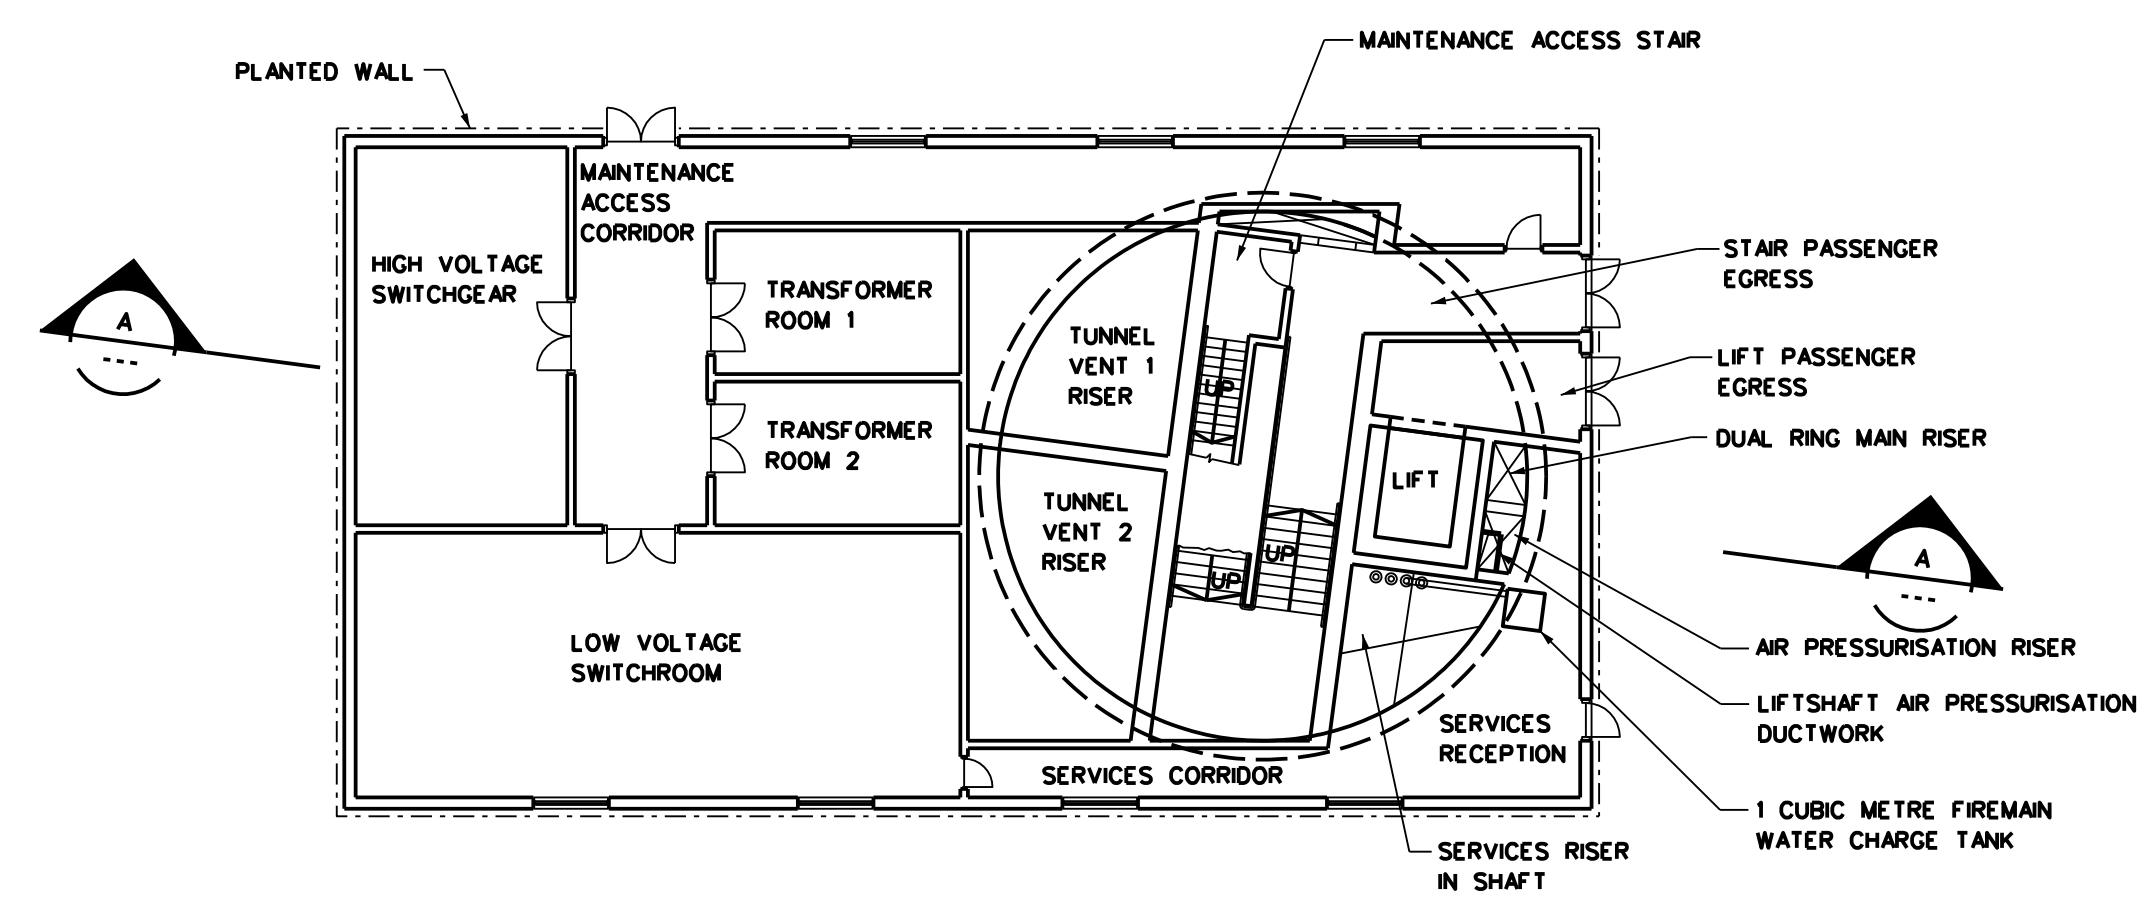 MAINTENANCE ACCESS STAIR
PLANTED WALL
MAINTENANCE
ACCESS
CORRIDOR
HIGH VOLTAGE
SWITCHGEAR
TRANSFORMER
ROOM 1
STAIR PASSENGER
EGRESS
A
TUNNEL
VENT 1
RISER
UP
LIFT PASSENGER
EGRESS
TRANSFORMER
ROOM 2
DUAL RING MAIN RISER
LIFT
TUNNEL
VENT 2
RISER
UP
UP
A
LOW VOLTAGE
SWITCHROOM
AIR PRESSURISATION RISER
LIFTSHAFT AIR PRESSURISATION
DUCTWORK
SERVICES
RECEPTION
SERVICES CORRIDOR
1 CUBIC METRE FIREMAIN
WATER CHARGE TANK
SERVICES RISER
IN SHAFT